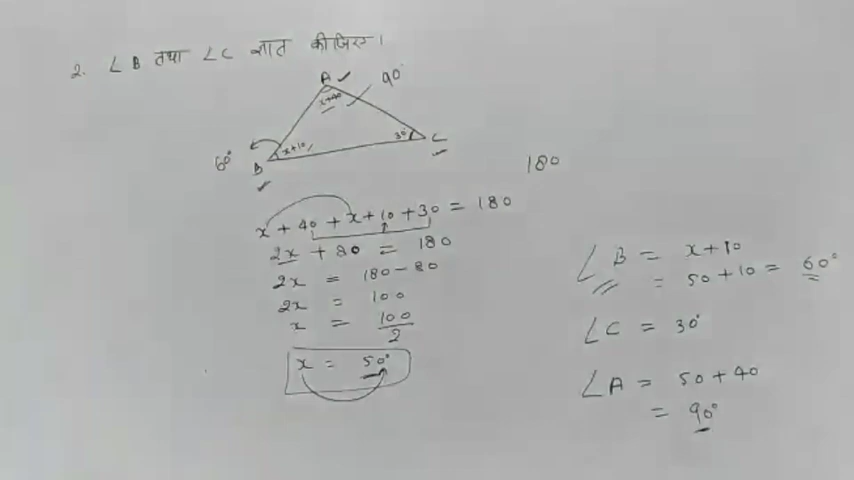 2. ∠B तथा ∠C ज्ञात कीजिए।
A
90°
x+40
30°
C
60°
B
x+10
180
x + 40 + x + 10 + 30 = 180
2x + 80 = 180
2x = 180 - 80
2x = 100
x = 100/2
x = 50°
∠B = x+10
= 50 + 10 = 60°
∠C = 30°
∠A = 50 + 40
= 90°